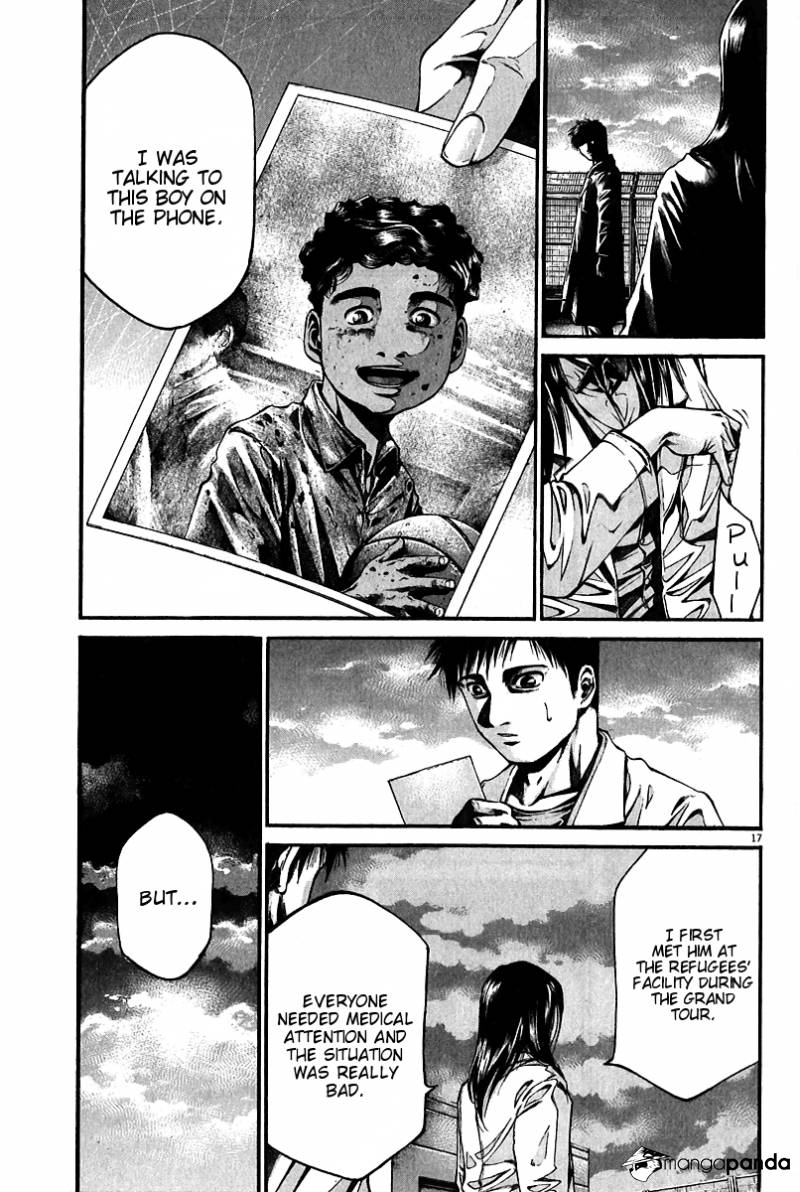 Pull
I WAS
TALKING TO
THIS BOY ON
THE PHONE.
17
I FIRST
MET HIM AT
THE REFUGEES'
FACILITY DURING
THE GRAND
TOUR.
EVERYONE
NEEDED MEDICAL
ATTENTION AND
THE SITUATION
WAS REALLY
BAD.
BUT...
mangapanda